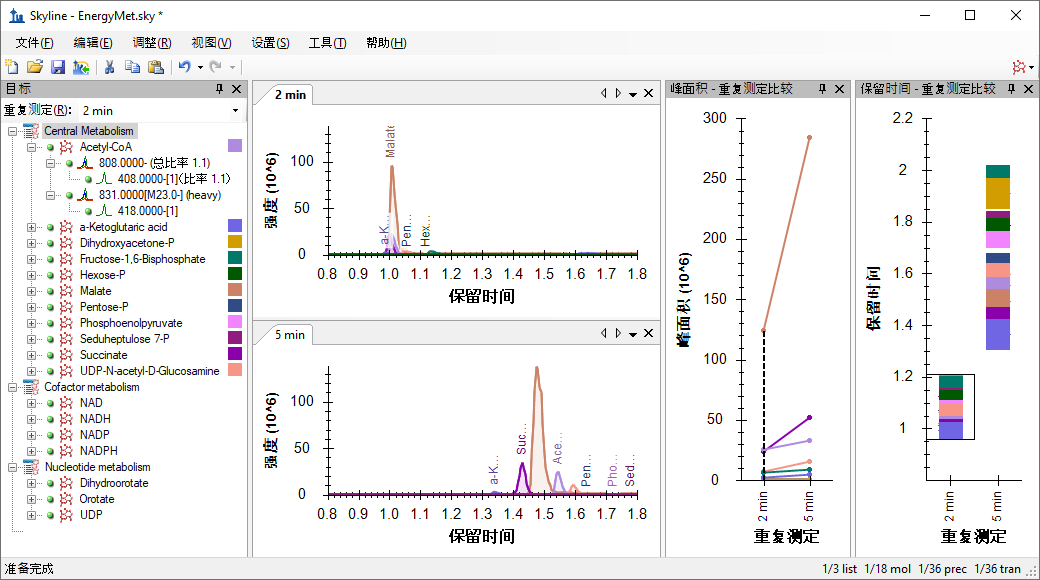 Skyline - EnergyMet.sky *
文件(F) 编辑(E) 调整(R) 视图(V) 设置(S) 工具(T) 帮助(H)
目标
重复测定(R): 2 min
Central Metabolism
Acetyl-CoA
808.0000- (总比率 1.1)
408.0000-[1](比率 1.1)
831.0000[M23.0-] (heavy)
418.0000-[1]
a-Ketoglutaric acid
Dihydroxyacetone-P
Fructose-1,6-Bisphosphate
Hexose-P
Malate
Pentose-P
Phosphoenolpyruvate
Seduheptulose 7-P
Succinate
UDP-N-acetyl-D-Glucosamine
Cofactor metabolism
NAD
NADH
NADP
NADPH
Nucleotide metabolism
Dihydroorotate
Orotate
UDP
2 min
强度 (10^6)
100
50
0
Malate
a-K...
Pen...
Hex...
0.8 0.9 1.0 1.1 1.2 1.3 1.4 1.5 1.6 1.7 1.8
保留时间
5 min
强度 (10^6)
100
50
0
a-K...
Suc...
Ace...
Pen...
Pho...
Sed...
0.8 0.9 1.0 1.1 1.2 1.3 1.4 1.5 1.6 1.7 1.8
保留时间
峰面积 - 重复测定比较
峰面积 (10^6)
300
250
200
150
100
50
0
2 min
5 min
重复测定
保留时间 - 重复测定比较
保留时间
2.2
2
1.8
1.6
1.4
1.2
1
2 min
5 min
重复测定
准备完成
1/3 list 1/18 mol 1/36 prec 1/36 tran